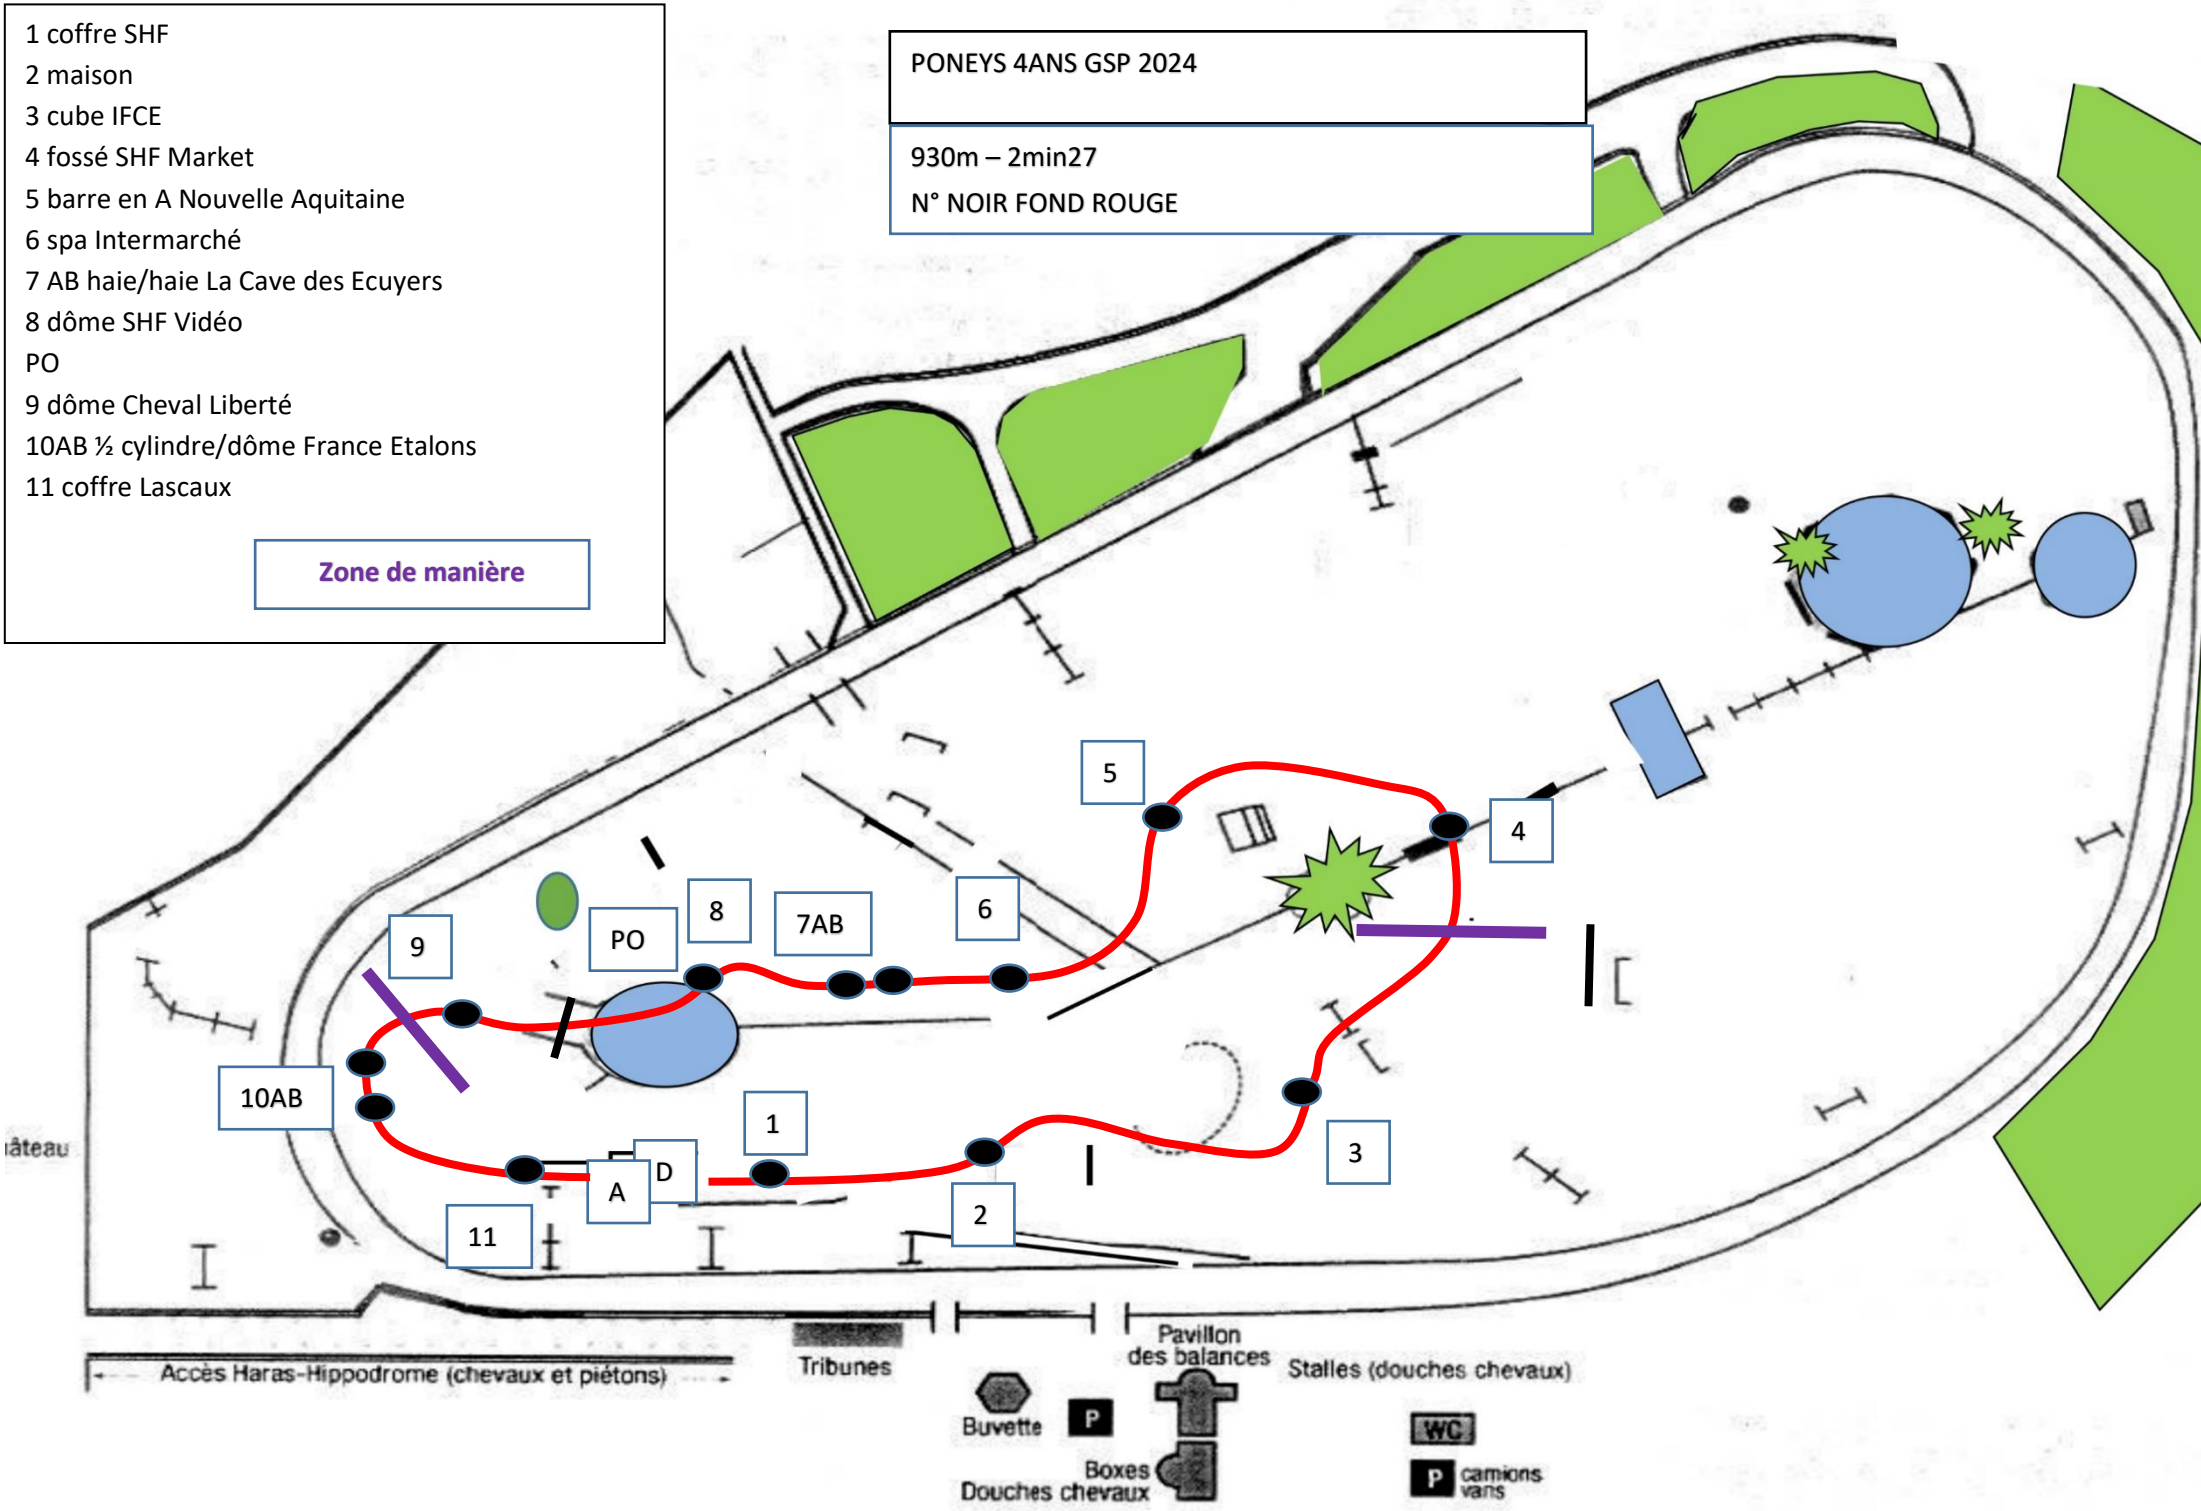 1 coffre SHF
2 maison
3 cube IFCE
4 fossé SHF Market
5 barre en A Nouvelle Aquitaine
6 spa Intermarché
7 AB haie/haie La Cave des Ecuyers
8 dôme SHF Vidéo
PO
9 dôme Cheval Liberté
10AB ½ cylindre/dôme France Etalons
11 coffre Lascaux
Zone de manière
PONEYS 4ANS GSP 2024
930m – 2min27
N° NOIR FOND ROUGE
5
4
6
7AB
8
PO
9
10AB
1
D
A
11
2
3
âteau
Accès Haras-Hippodrome (chevaux et piétons)
Tribunes
Pavillon
des balances
Stalles (douches chevaux)
Buvette
P
WC
Boxes
Douches chevaux
P
camions
vans